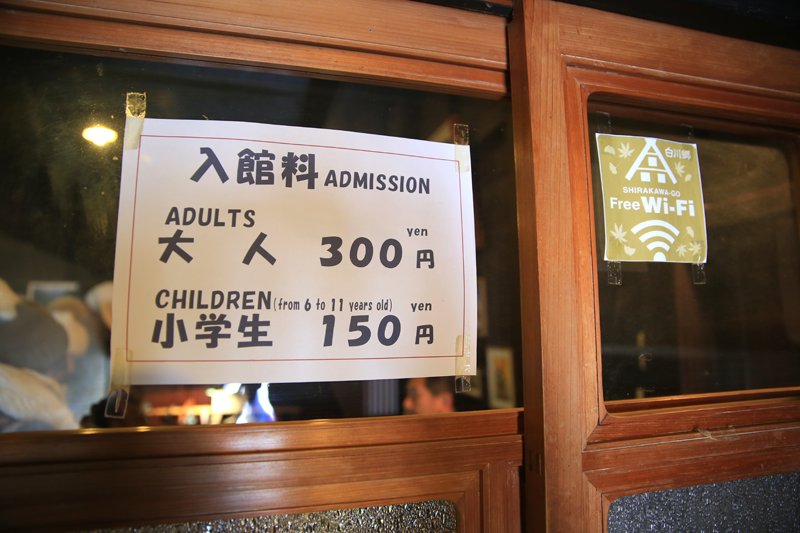 入館料 ADMISSION
ADULTS
yen
大人 300 円
CHILDREN (from 6 to 11 years old) yen
小学生 150 円
白川郷
SHIRAKAWA-GO
Free Wi-Fi